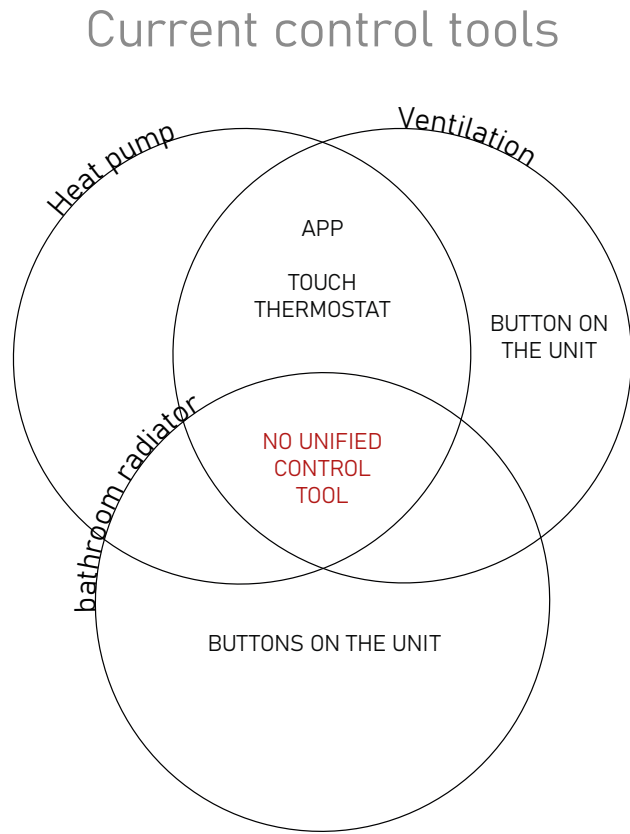 Current control tools
Heat pump
Ventilation
APP
TOUCH
THERMOSTAT
BUTTON ON
THE UNIT
bathroom radiator
NO UNIFIED
CONTROL
TOOL
BUTTONS ON THE UNIT